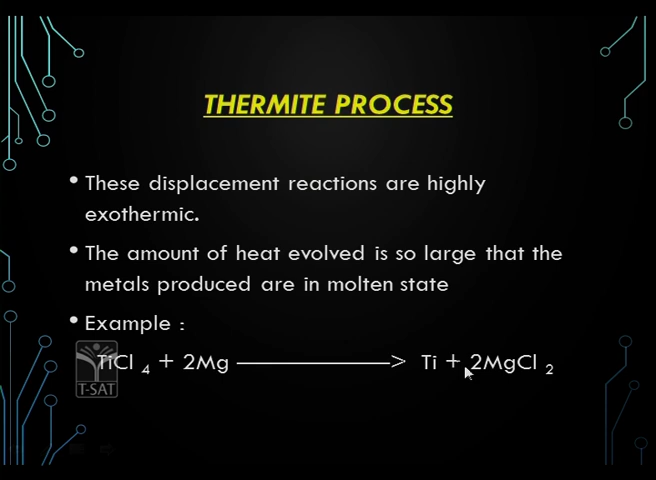 THERMITE PROCESS
• These displacement reactions are highly
exothermic.
• The amount of heat evolved is so large that the
metals produced are in molten state
• Example :
TiCl 4 + 2Mg ————————> Ti + 2MgCl 2
T-SAT